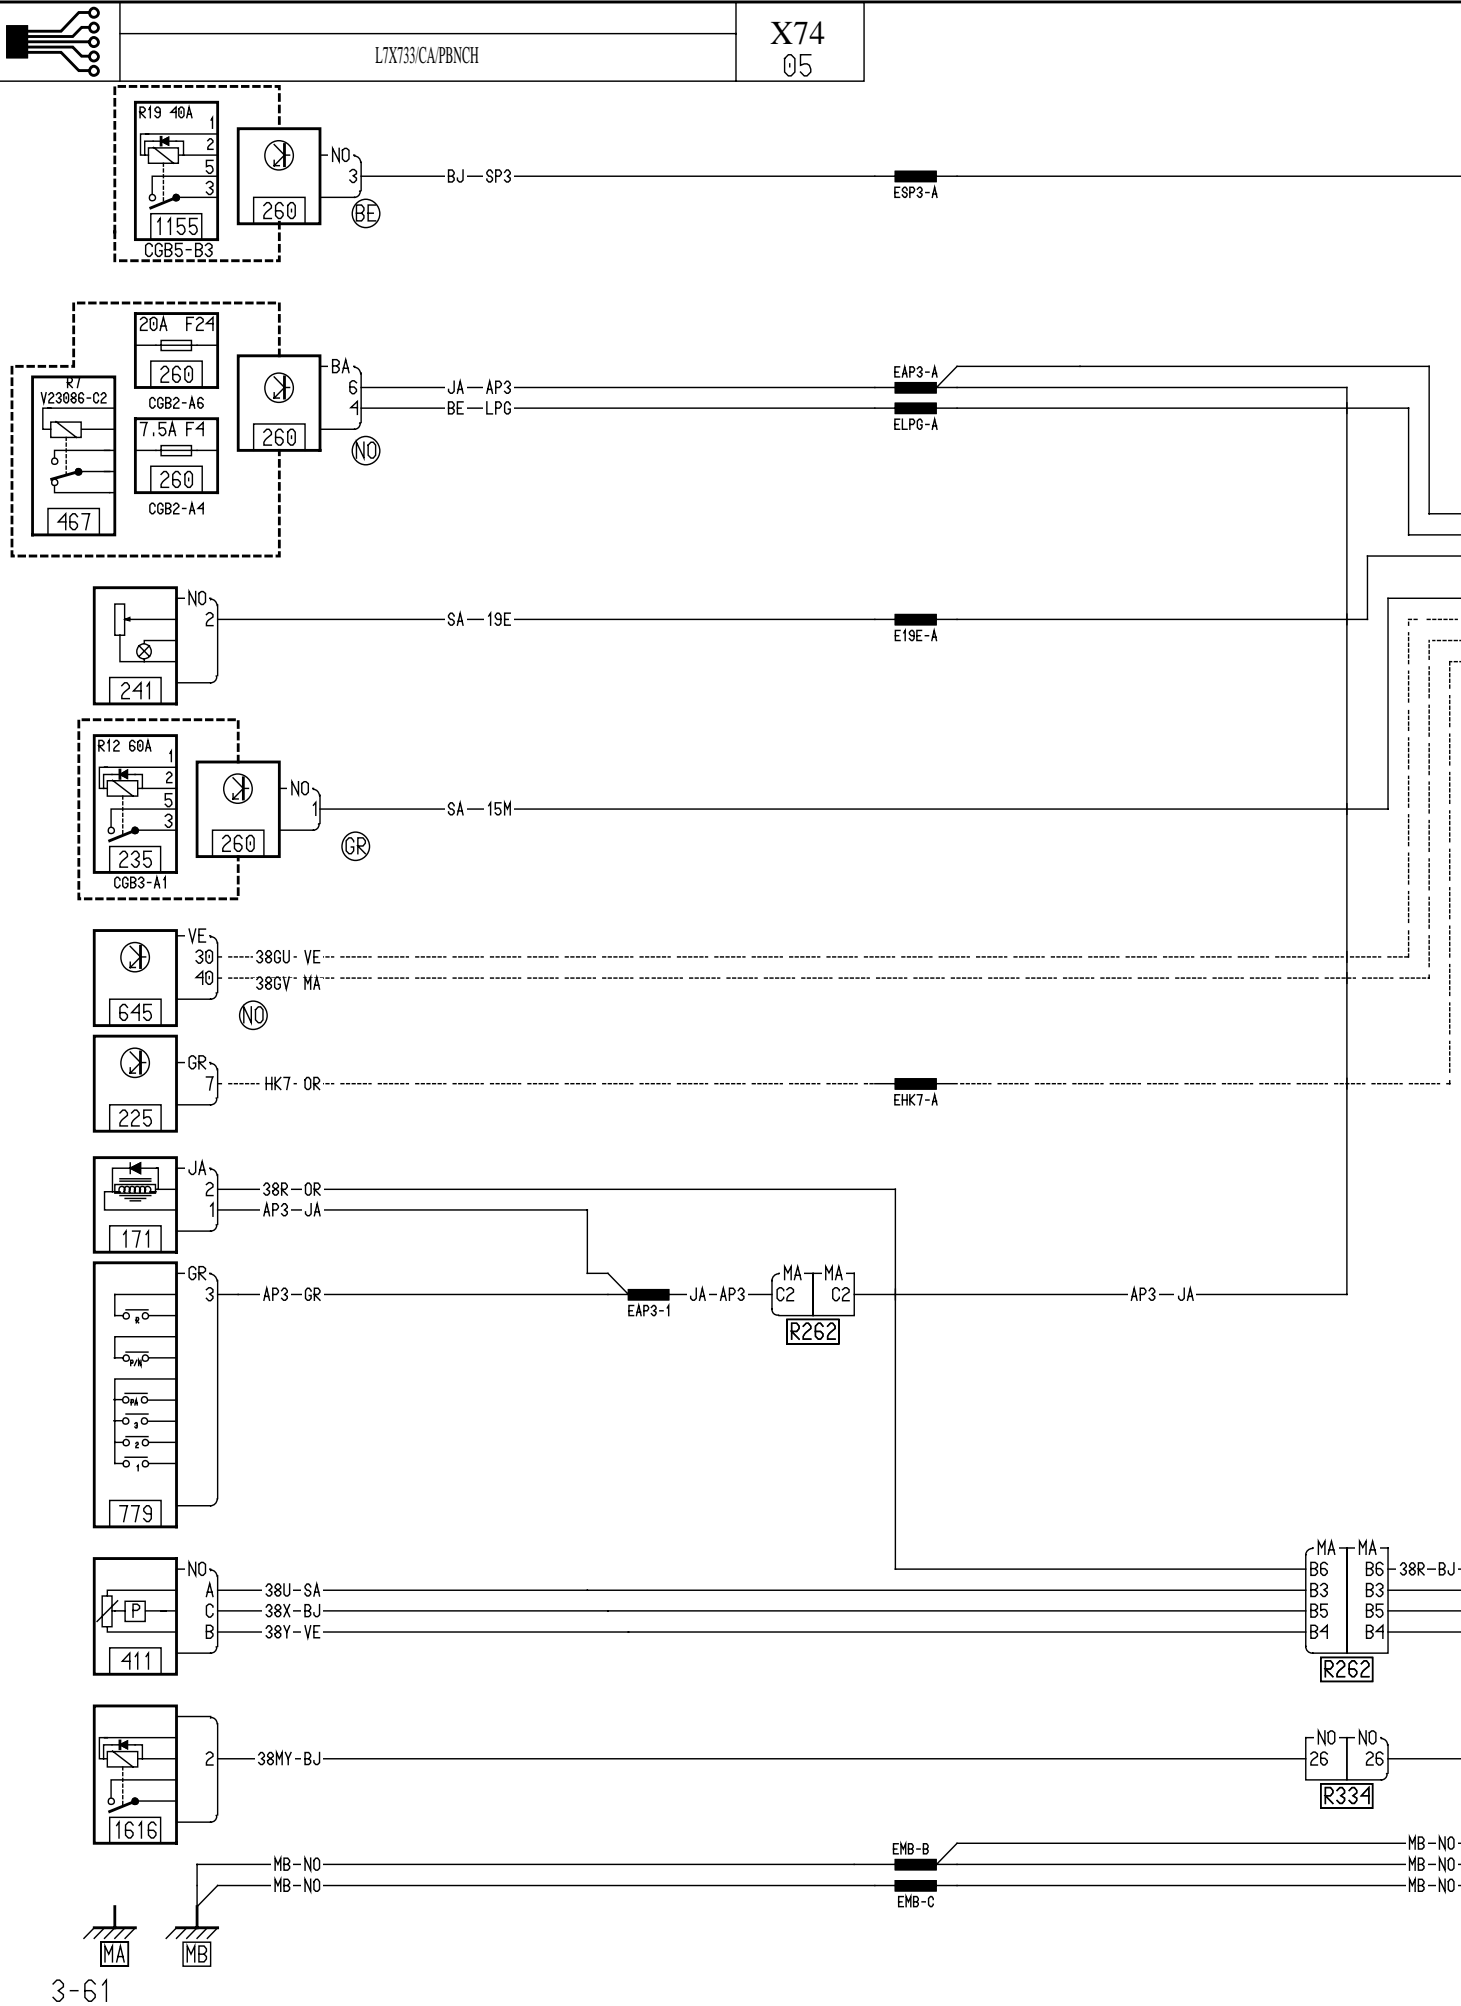 X74
L7X733/CA/PBNCH
05
R19 40A
1
2
5
3
1155
CGB5-B3
260
NO
3
BE
BJ SP3
ESP3-A
20A F24
260
CGB2-A6
R7
V23086-C2
467
7.5A F4
260
CGB2-A4
260
BA
6
4
NO
JA AP3
BE LPG
EAP3-A
ELPG-A
NO
2
241
SA 19E
E19E-A
R12 60A
1
2
5
3
235
CGB3-A1
260
NO
1
GR
SA 15M
VE
30
40
645
NO
38GU VE
38GV MA
GR
7
225
HK7 OR
EHK7-A
JA
2
1
171
38R OR
AP3 JA
GR
3
R
P/N
PA
3
2
1
779
AP3 GR
EAP3-1
JA AP3
MA MA
C2 C2
R262
AP3 JA
NO
A
C
B
P
411
38U SA
38X BJ
38Y VE
MA MA
B6 B6
B3 B3
B5 B5
B4 B4
R262
38R BJ
2
1616
38MY BJ
NO NO
26 26
R334
MB NO
MB NO
EMB-B
EMB-C
MB NO
MB NO
MB NO
MA
MB
3-61